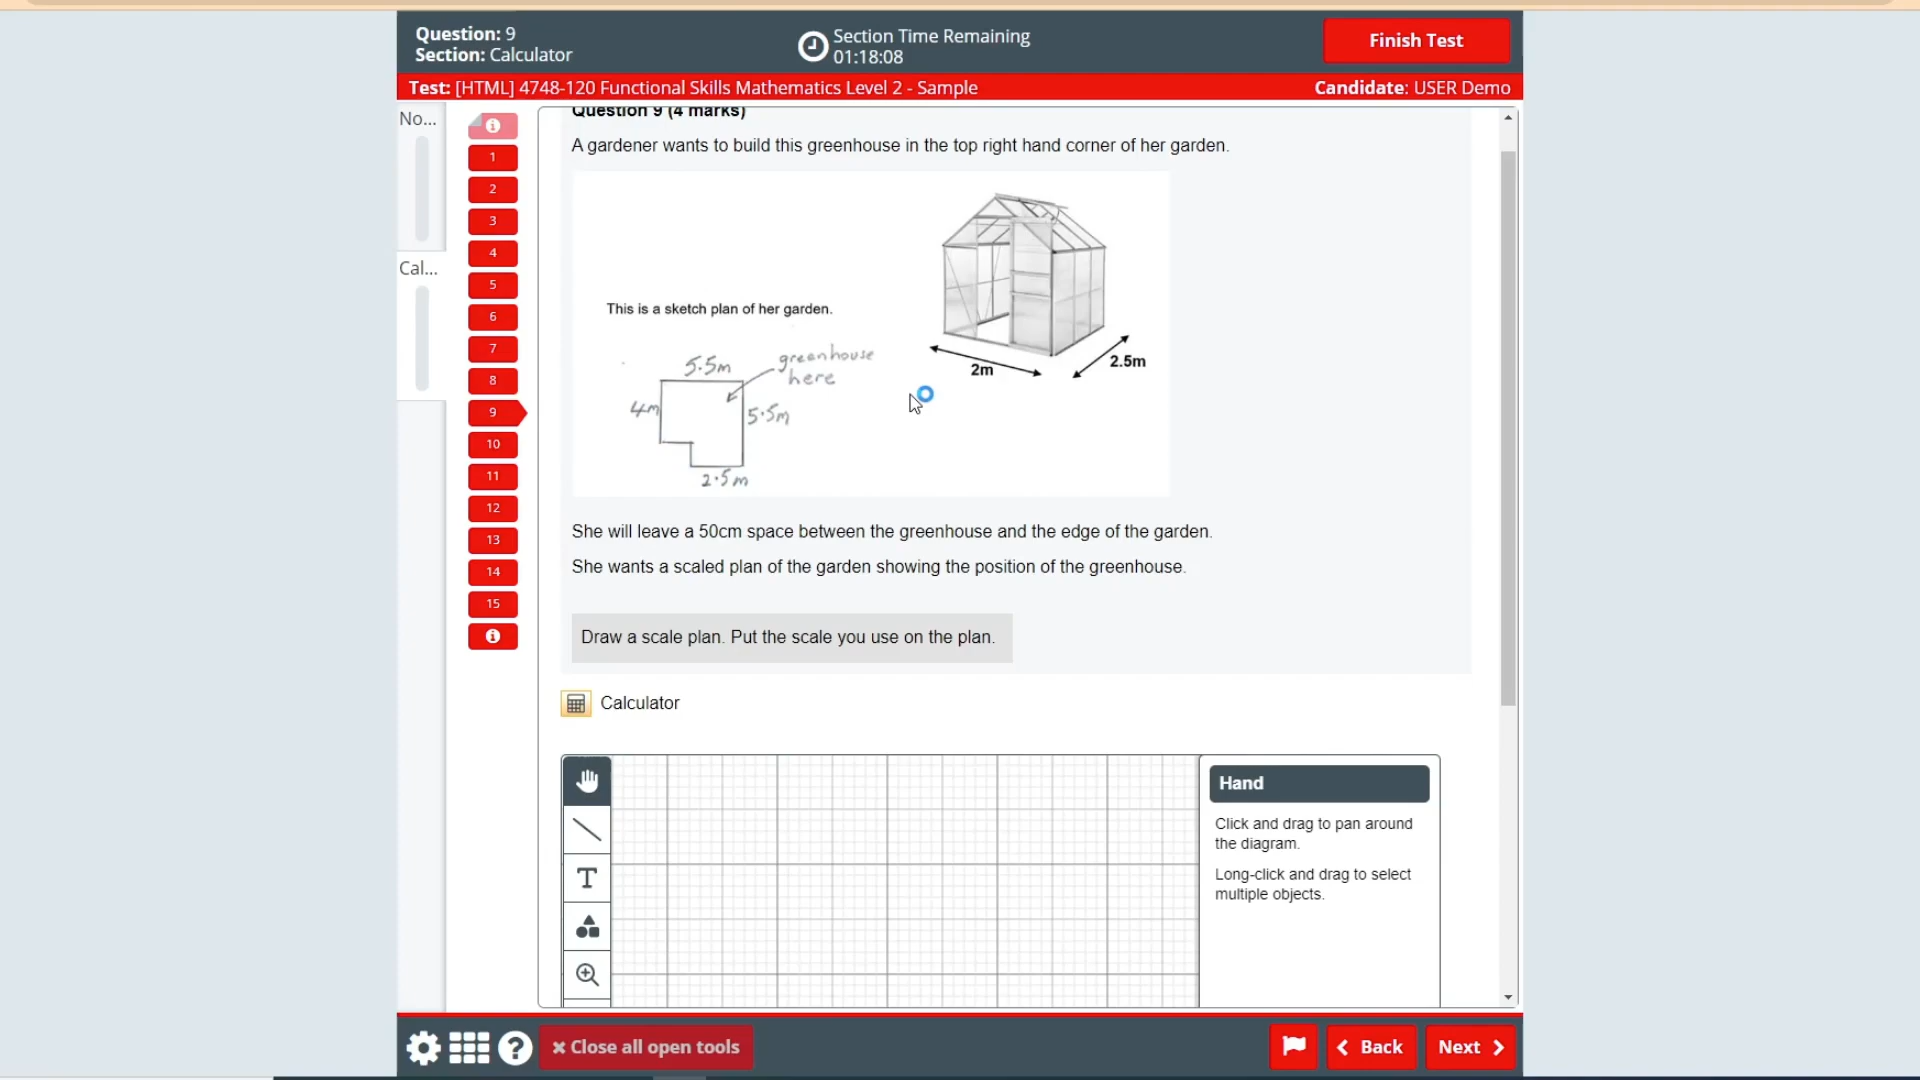 Question: 9
Section: Calculator
Section Time Remaining
01:18:08
Finish Test
Test: [HTML] 4748-120 Functional Skills Mathematics Level 2 - Sample
Candidate: USER Demo
No...
Cal...
1
2
3
4
5
6
7
8
9
10
11
12
13
14
15
Question 9 (4 marks)
A gardener wants to build this greenhouse in the top right hand corner of her garden.
This is a sketch plan of her garden.
5.5m
greenhouse
here
4m
5.5m
2.5m
2m
2.5m
She will leave a 50cm space between the greenhouse and the edge of the garden.
She wants a scaled plan of the garden showing the position of the greenhouse.
Draw a scale plan. Put the scale you use on the plan.
Calculator
T
Hand
Click and drag to pan around
the diagram.
Long-click and drag to select
multiple objects.
Close all open tools
Back
Next